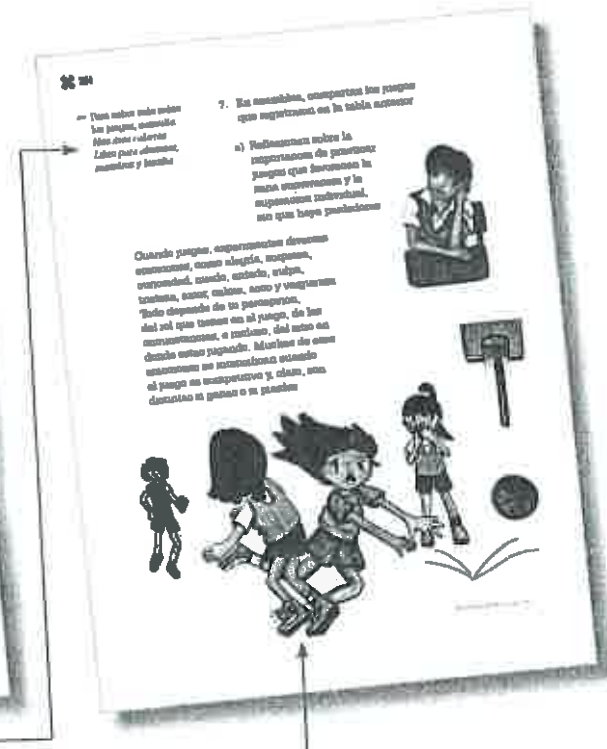 Para saber más sobre
los juegos, consulta
Nuestros saberes
Libro para alumnos,
maestros y familia
7. En asamblea, compartan los juegos
que registraron en la tabla anterior
a) Reflexionen sobre la
importancia de practicar
juegos que favorecen la
sana convivencia y la
superación individual,
sin que haya perdedores
Cuando juegas, experimentas diversas
emociones, como alegría, sorpresa,
curiosidad, miedo, enfado, culpa,
tristeza, amor, asco y vergüenza
Todo depende de tu percepción,
del rol que tienes en el juego, de las
circunstancias, e incluso, del sitio en
donde estás jugando. Muchas de esas
emociones se intensifican cuando
el juego es competitivo y, claro, son
distintas si ganas o si pierdes